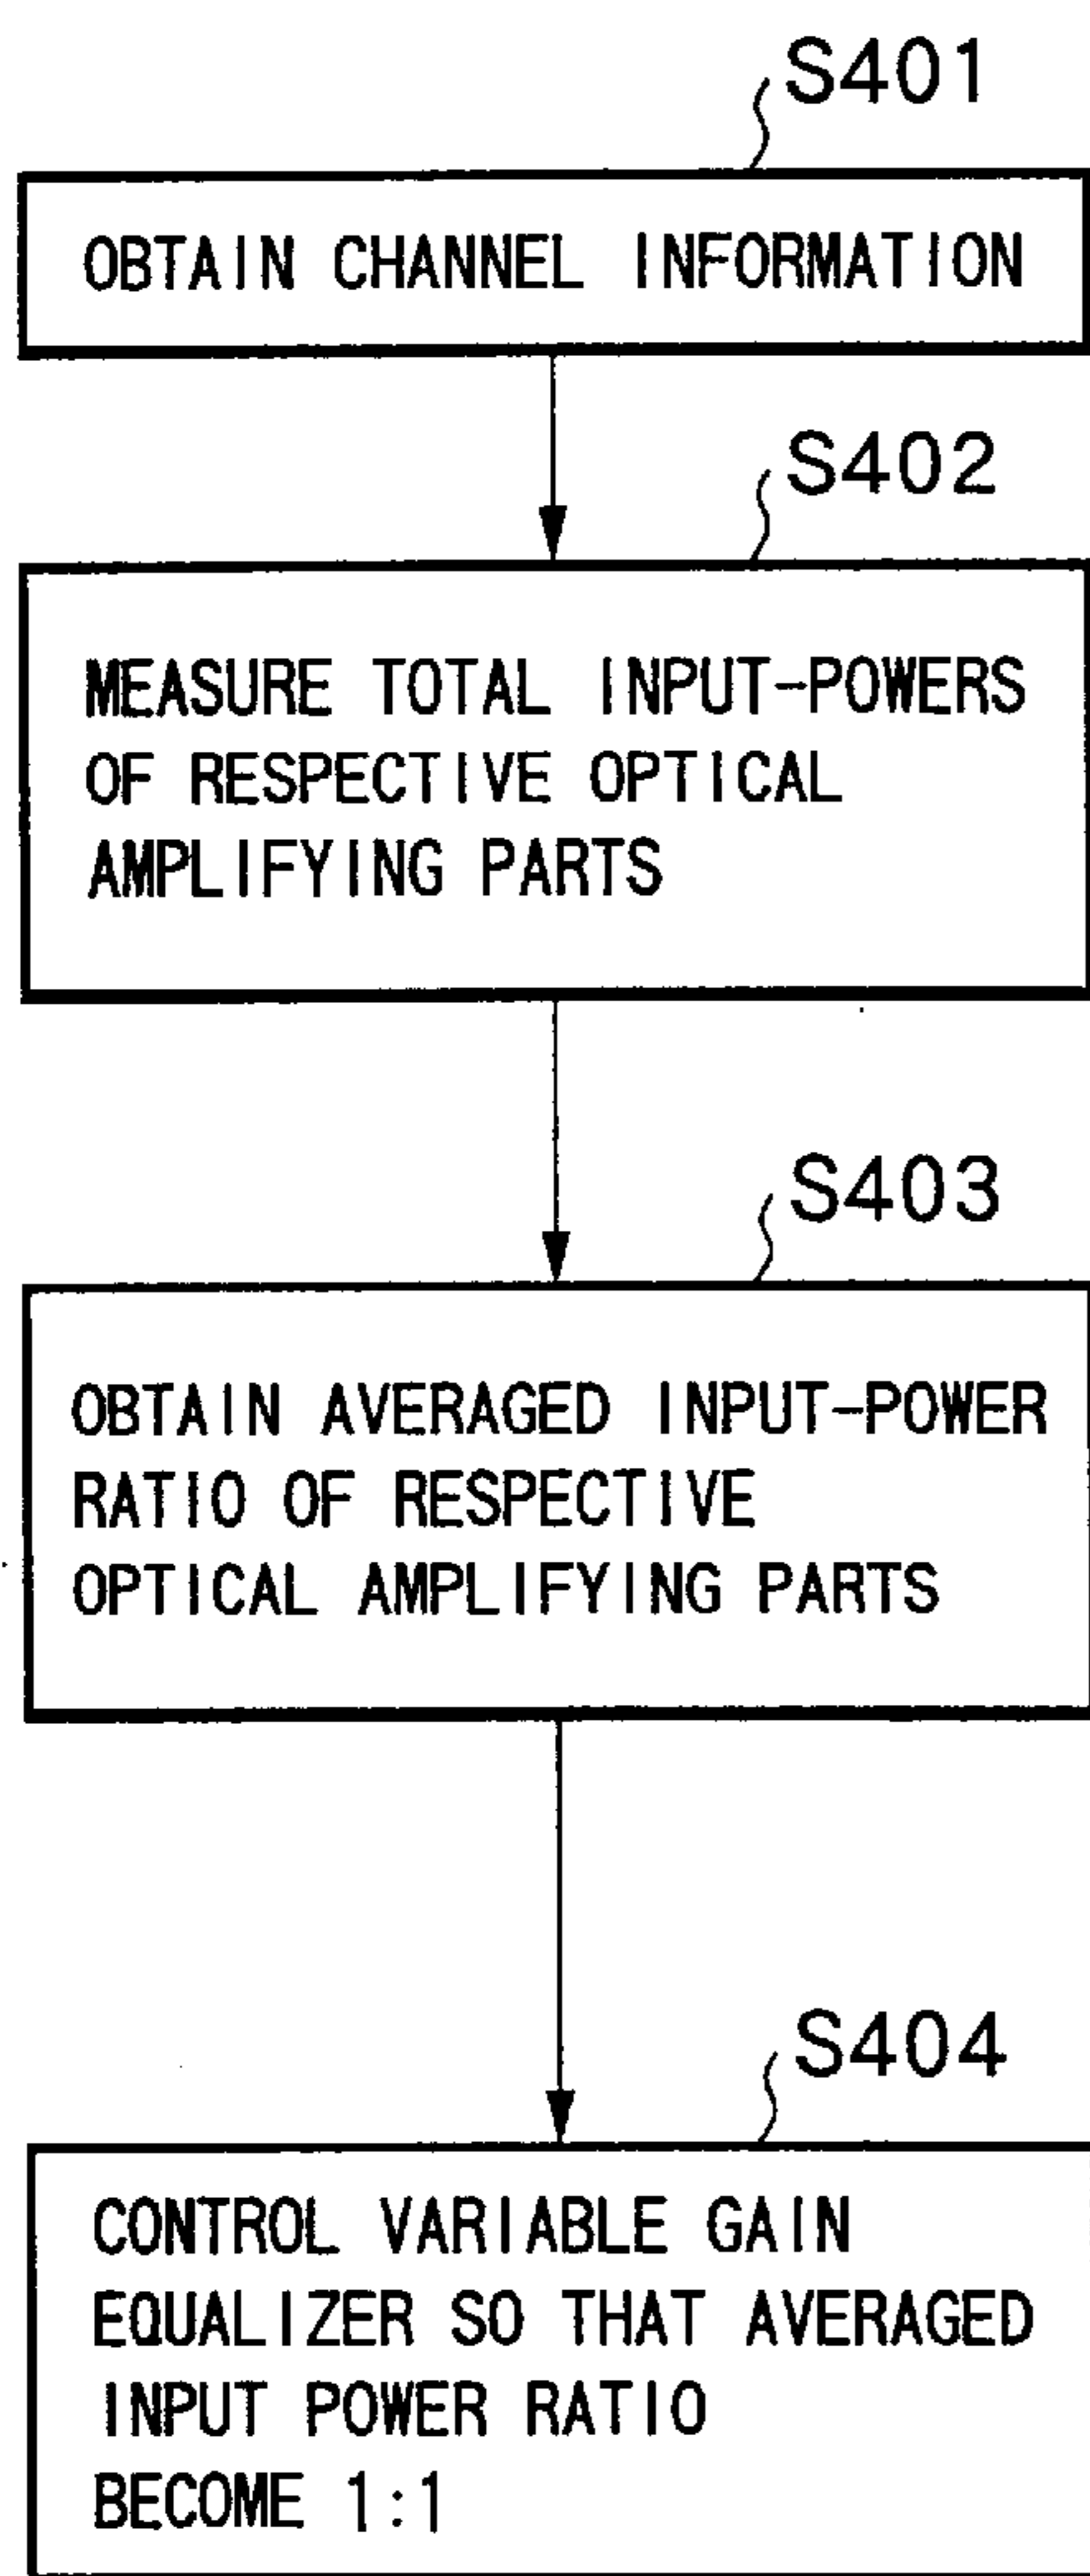 S401
OBTAIN CHANNEL INFORMATION
S402
MEASURE TOTAL INPUT-POWERS
OF RESPECTIVE OPTICAL
AMPLIFYING PARTS
S403
OBTAIN AVERAGED INPUT-POWER
RATIO OF RESPECTIVE
OPTICAL AMPLIFYING PARTS
S404
CONTROL VARIABLE GAIN
EQUALIZER SO THAT AVERAGED
INPUT POWER RATIO
BECOME 1:1